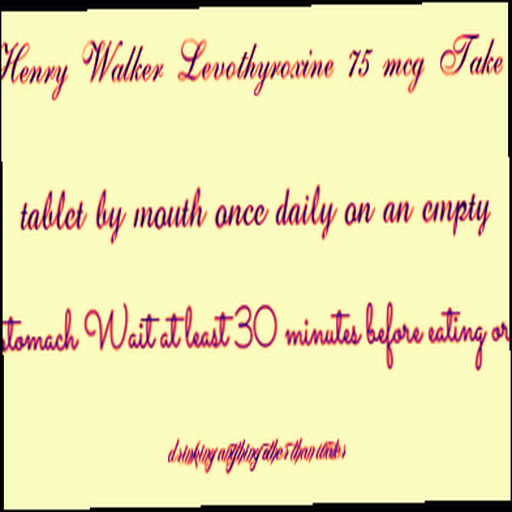 Henry Walker Levothyroxine 75 mcg Take
tablet by mouth once daily on an empty
stomach Wait at least 30 minutes before eating or
drinking anything other than water